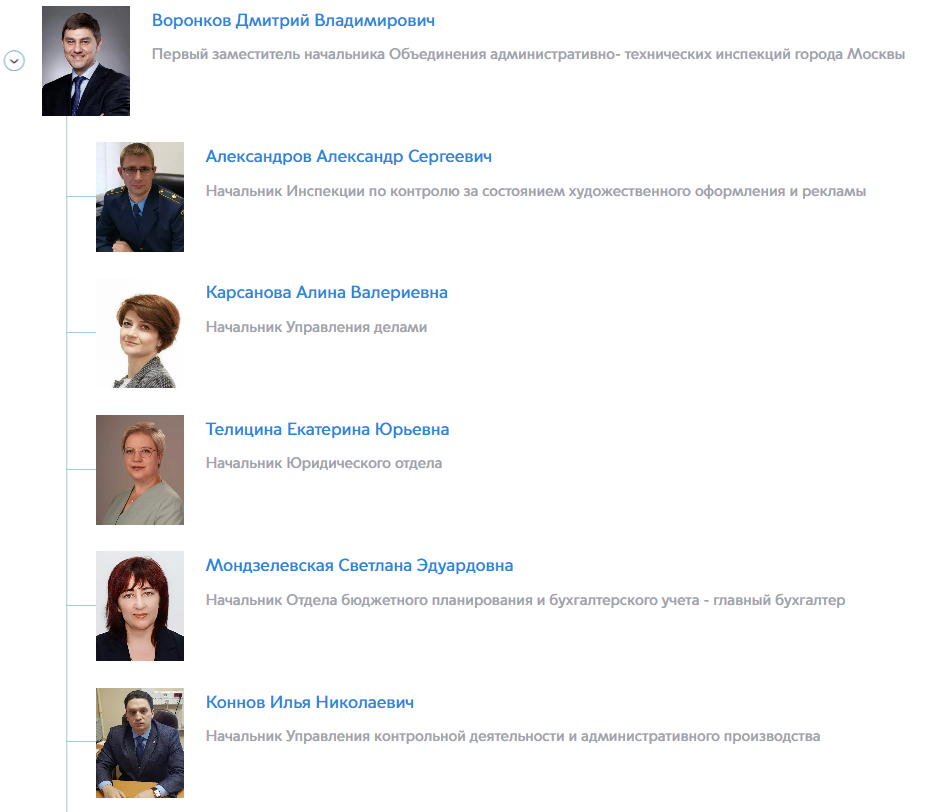 Воронков Дмитрий Владимирович
Первый заместитель начальника Объединения административно- технических инспекций города Москвы
Александров Александр Сергеевич
Начальник Инспекции по контролю за состоянием художественного оформления и рекламы
Карсанова Алина Валериевна
Начальник Управления делами
Телицина Екатерина Юрьевна
Начальник Юридического отдела
Мондзелевская Светлана Эдуардовна
Начальник Отдела бюджетного планирования и бухгалтерского учета - главный бухгалтер
Коннов Илья Николаевич
Начальник Управления контрольной деятельности и административного производства